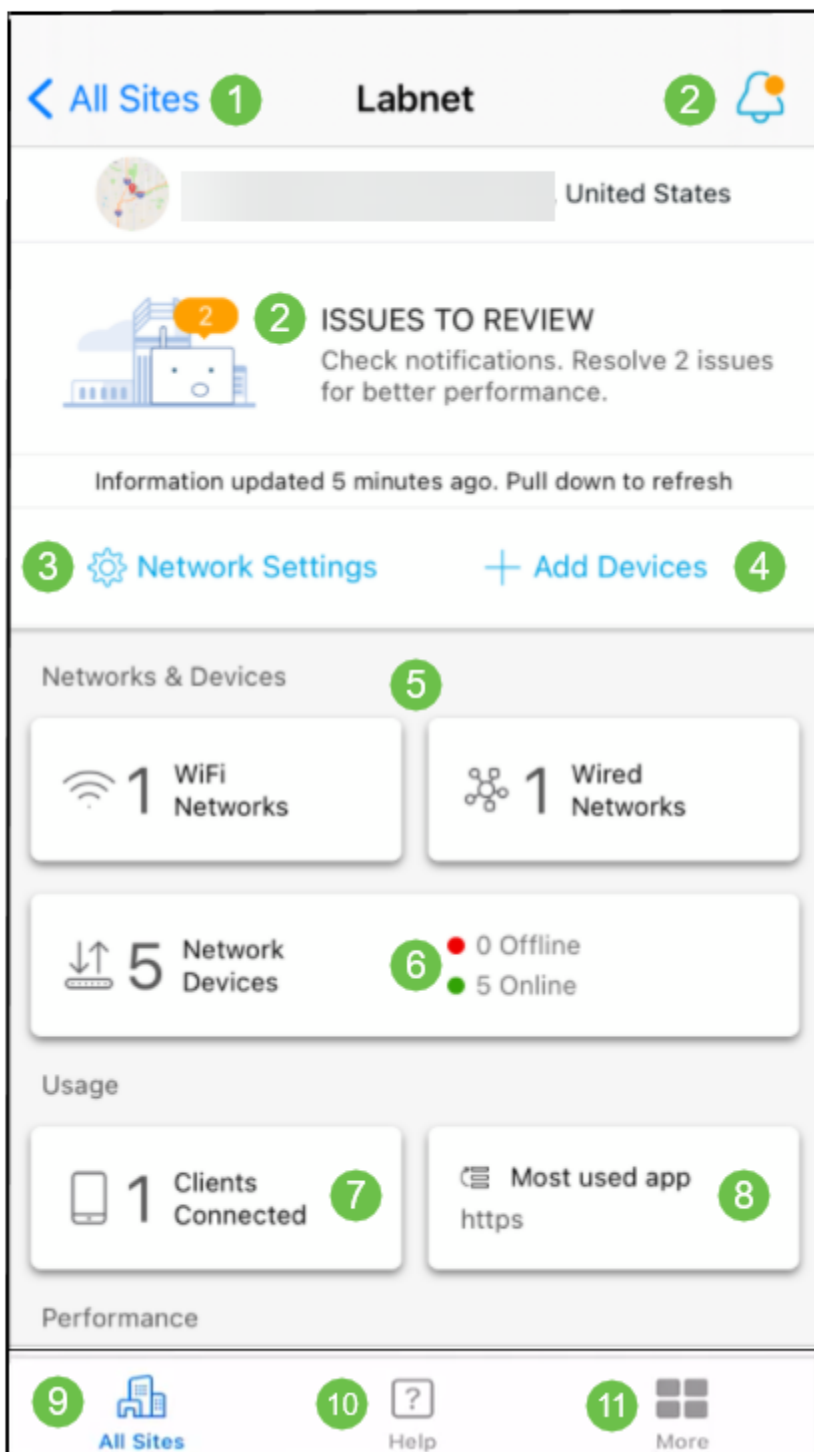 All Sites 1 Labnet 2
United States
2 2 ISSUES TO REVIEW
Check notifications. Resolve 2 issues
for better performance.
Information updated 5 minutes ago. Pull down to refresh
3 Network Settings + Add Devices 4
Networks & Devices 5
1 WiFi
Networks
1 Wired
Networks
5 Network
Devices
6
0 Offline
5 Online
Usage
1 Clients
Connected
7
Most used app
https
8
Performance
9 All Sites
10 ? Help
11 More